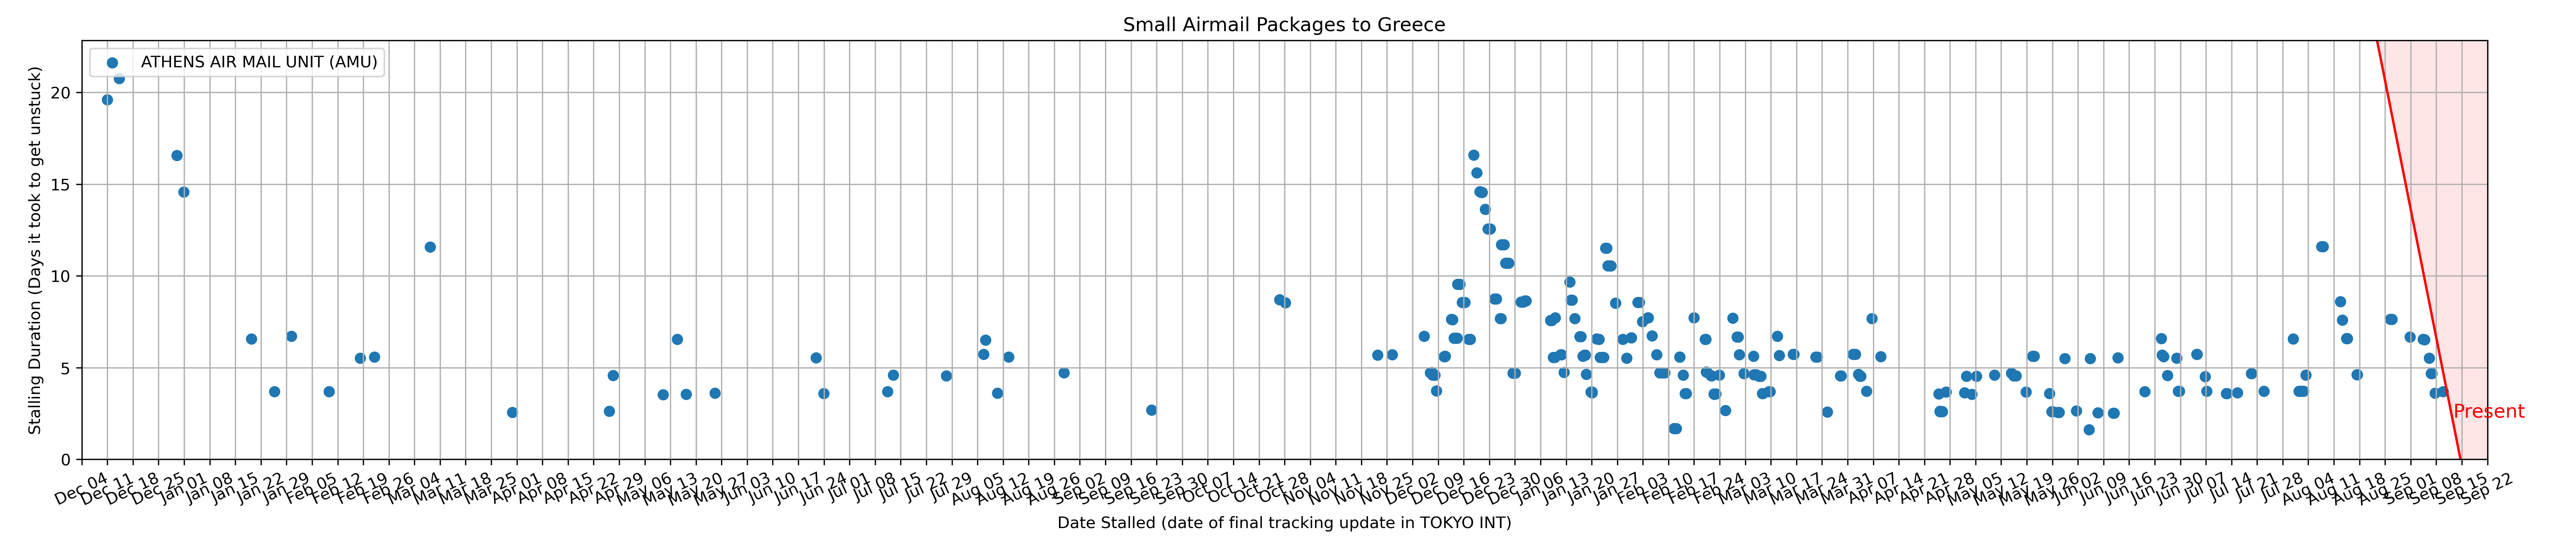 Small Airmail Packages to Greece
ATHENS AIR MAIL UNIT (AMU)
Stalling Duration (Days it took to get unstuck)
20
15
10
5
0
Present
Dec 04
Dec 11
Dec 18
Dec 25
Jan 01
Jan 08
Jan 15
Jan 22
Jan 29
Feb 05
Feb 12
Feb 19
Feb 26
Mar 04
Mar 11
Mar 18
Mar 25
Apr 01
Apr 08
Apr 15
Apr 22
Apr 29
May 06
May 13
May 20
May 27
Jun 03
Jun 10
Jun 17
Jun 24
Jul 01
Jul 08
Jul 15
Jul 22
Jul 29
Aug 05
Aug 12
Aug 19
Aug 26
Sep 02
Sep 09
Sep 16
Sep 23
Sep 30
Oct 07
Oct 14
Oct 21
Oct 28
Nov 04
Nov 11
Nov 18
Nov 25
Dec 02
Dec 09
Dec 16
Dec 23
Dec 30
Jan 06
Jan 13
Jan 20
Jan 27
Feb 03
Feb 10
Feb 17
Feb 24
Mar 03
Mar 10
Mar 17
Mar 24
Mar 31
Apr 07
Apr 14
Apr 21
Apr 28
May 05
May 12
May 19
May 26
Jun 02
Jun 09
Jun 16
Jun 23
Jun 30
Jul 07
Jul 14
Jul 21
Jul 28
Aug 04
Aug 11
Aug 18
Aug 25
Sep 01
Sep 08
Sep 15
Sep 22
Date Stalled (date of final tracking update in TOKYO INT)